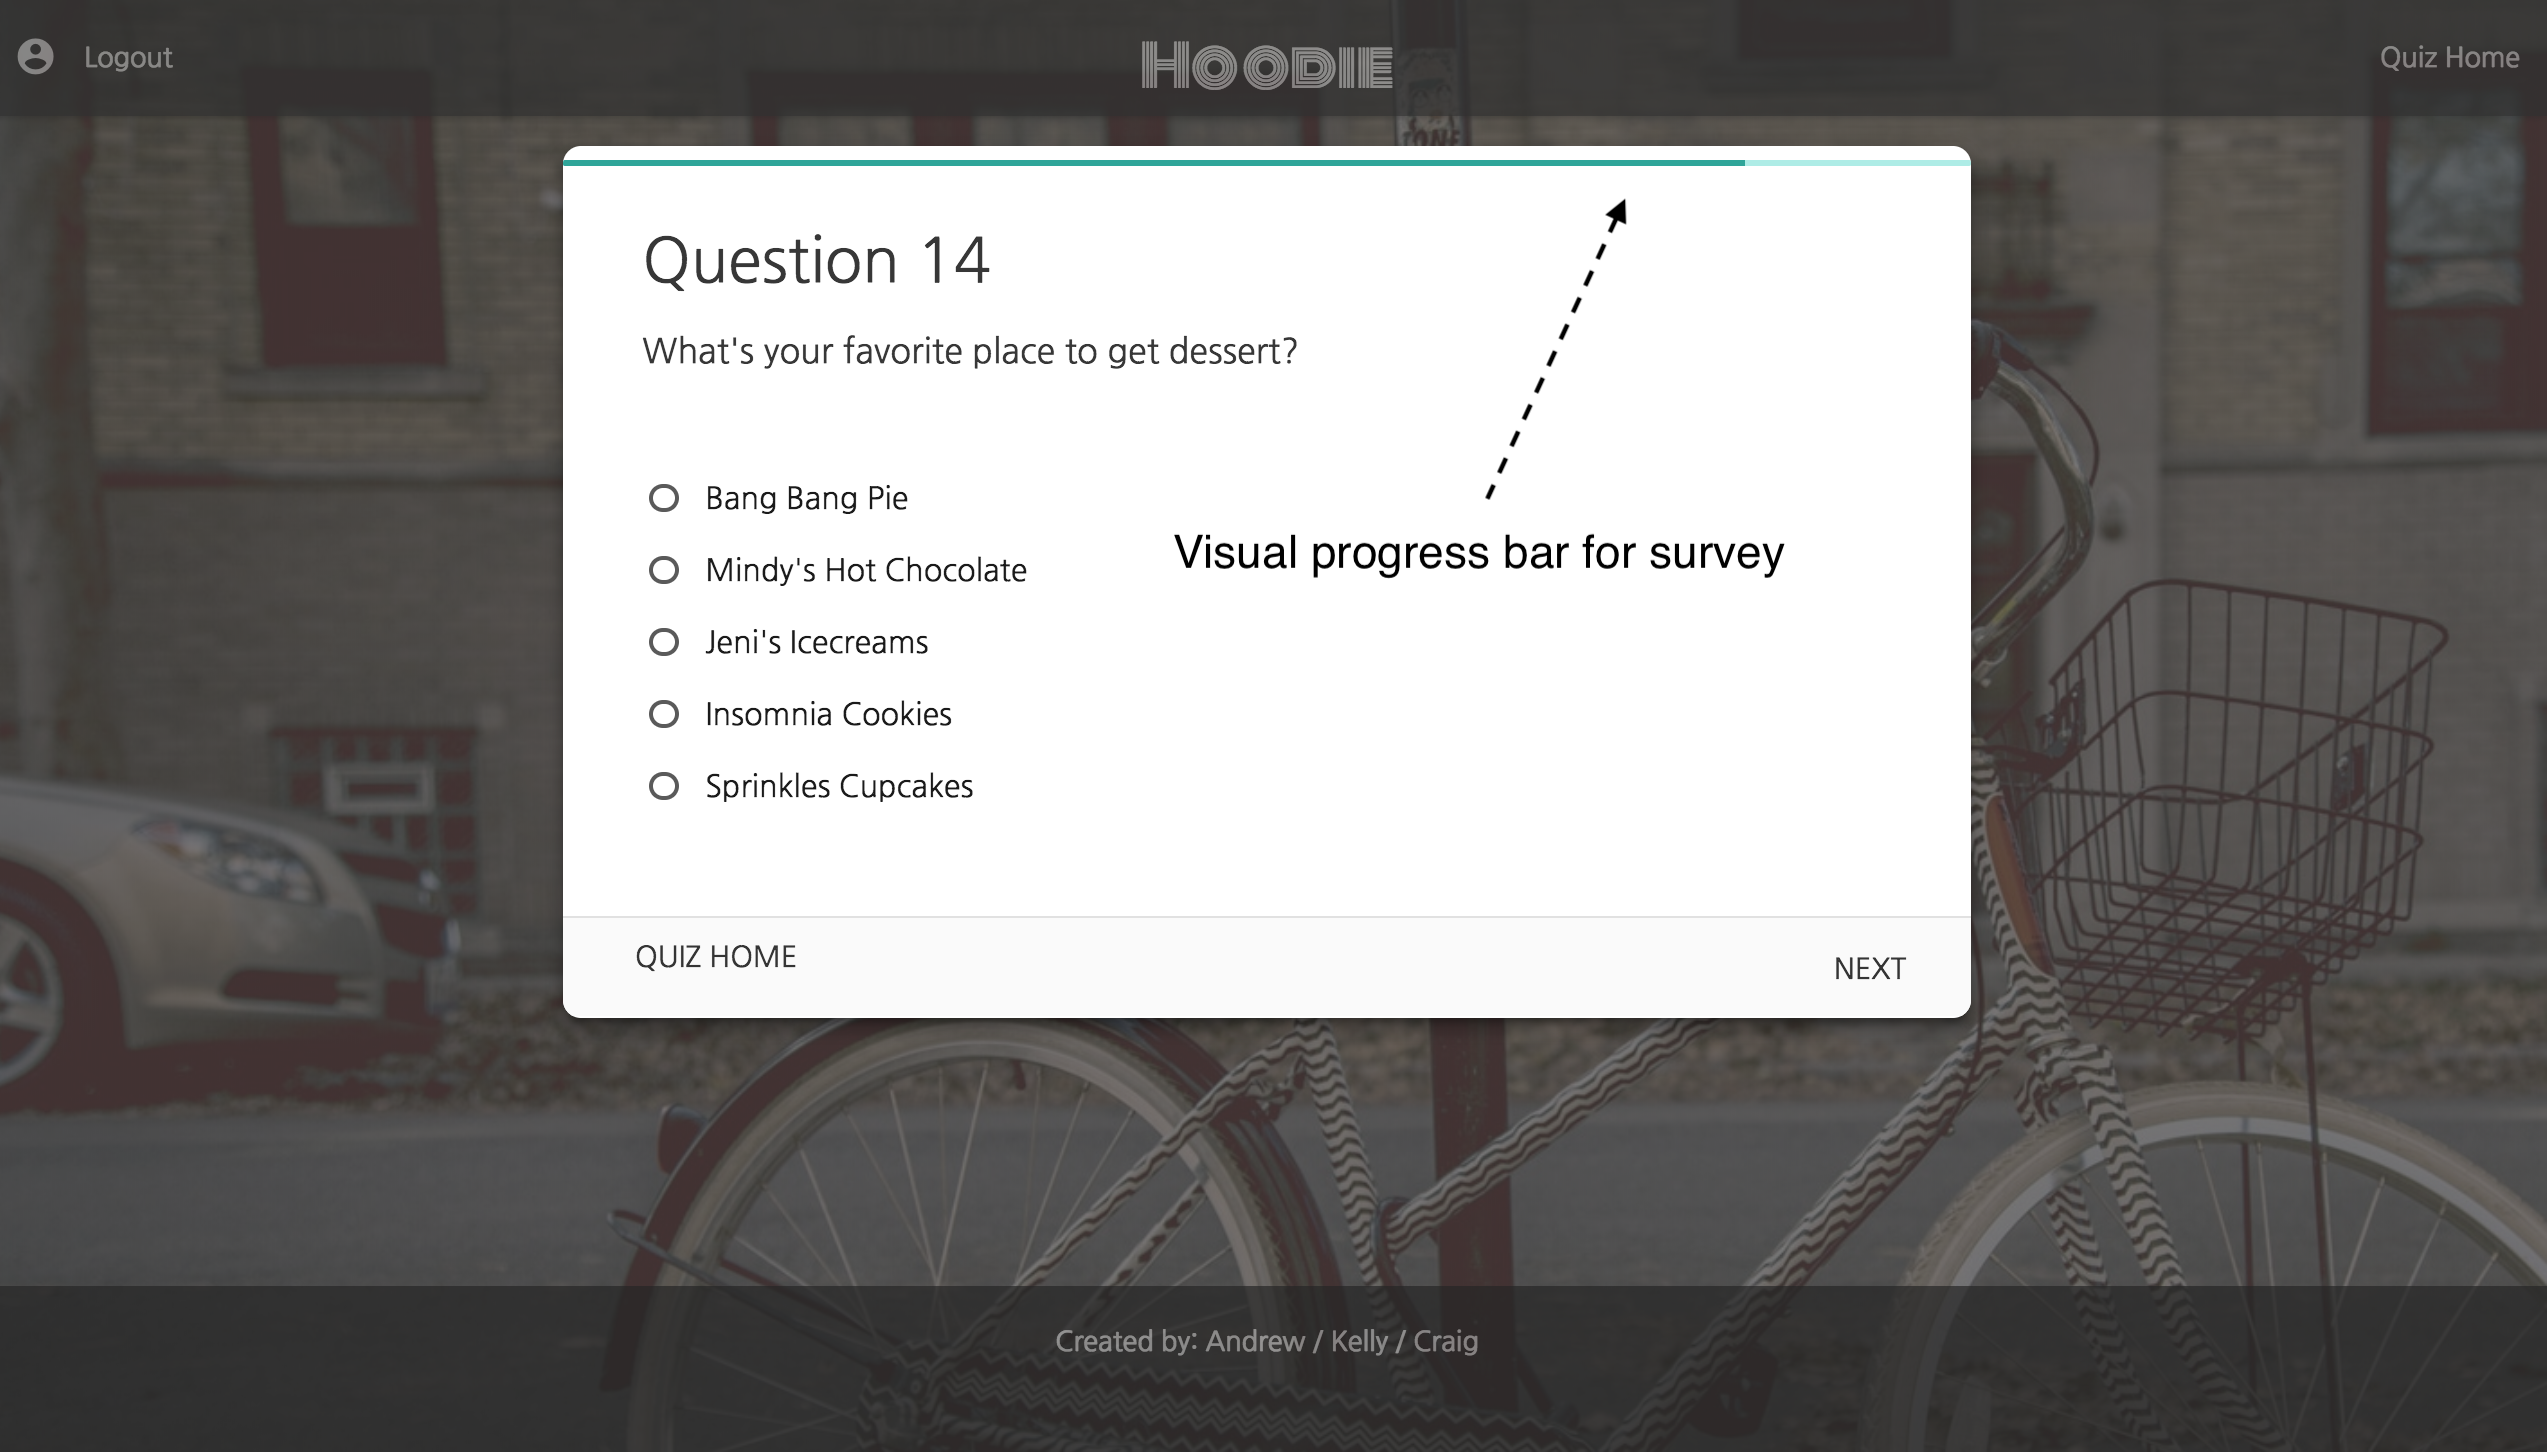 Logout
HOODIE
Quiz Home
Question 14
What's your favorite place to get dessert?
Bang Bang Pie
Mindy's Hot Chocolate
Jeni's Icecreams
Insomnia Cookies
Sprinkles Cupcakes
Visual progress bar for survey
QUIZ HOME
NEXT
Created by: Andrew / Kelly / Craig